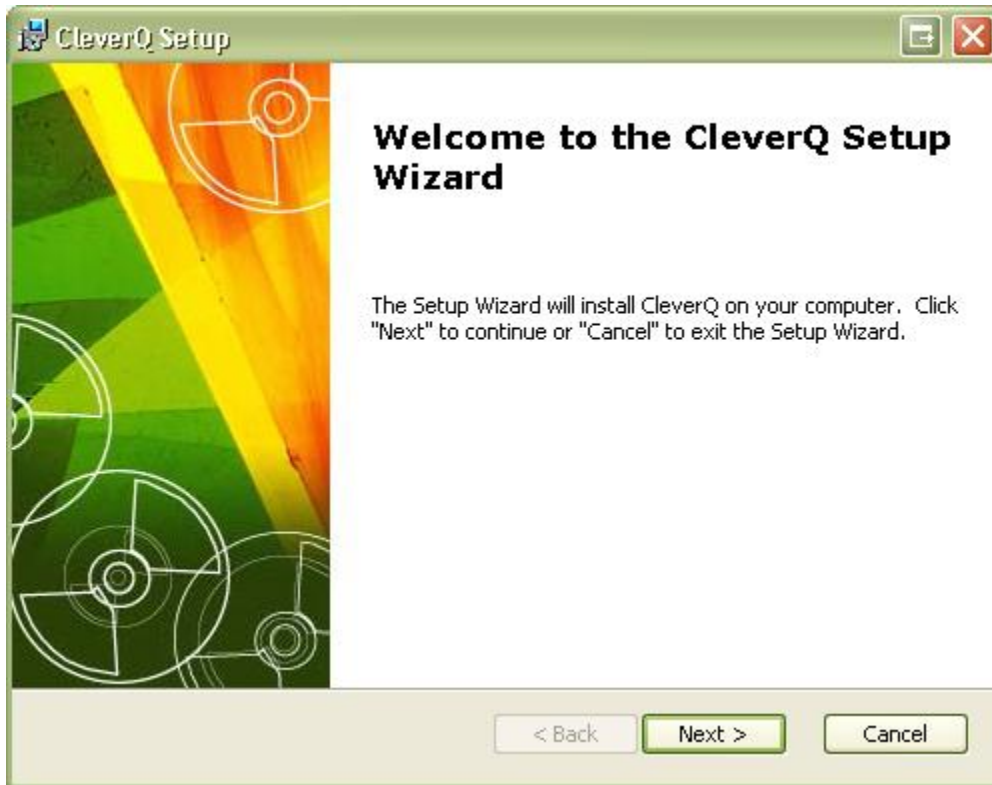 CleverQ Setup
Welcome to the CleverQ Setup
Wizard
The Setup Wizard will install CleverQ on your computer.  Click
"Next" to continue or "Cancel" to exit the Setup Wizard.
< Back
Next >
Cancel